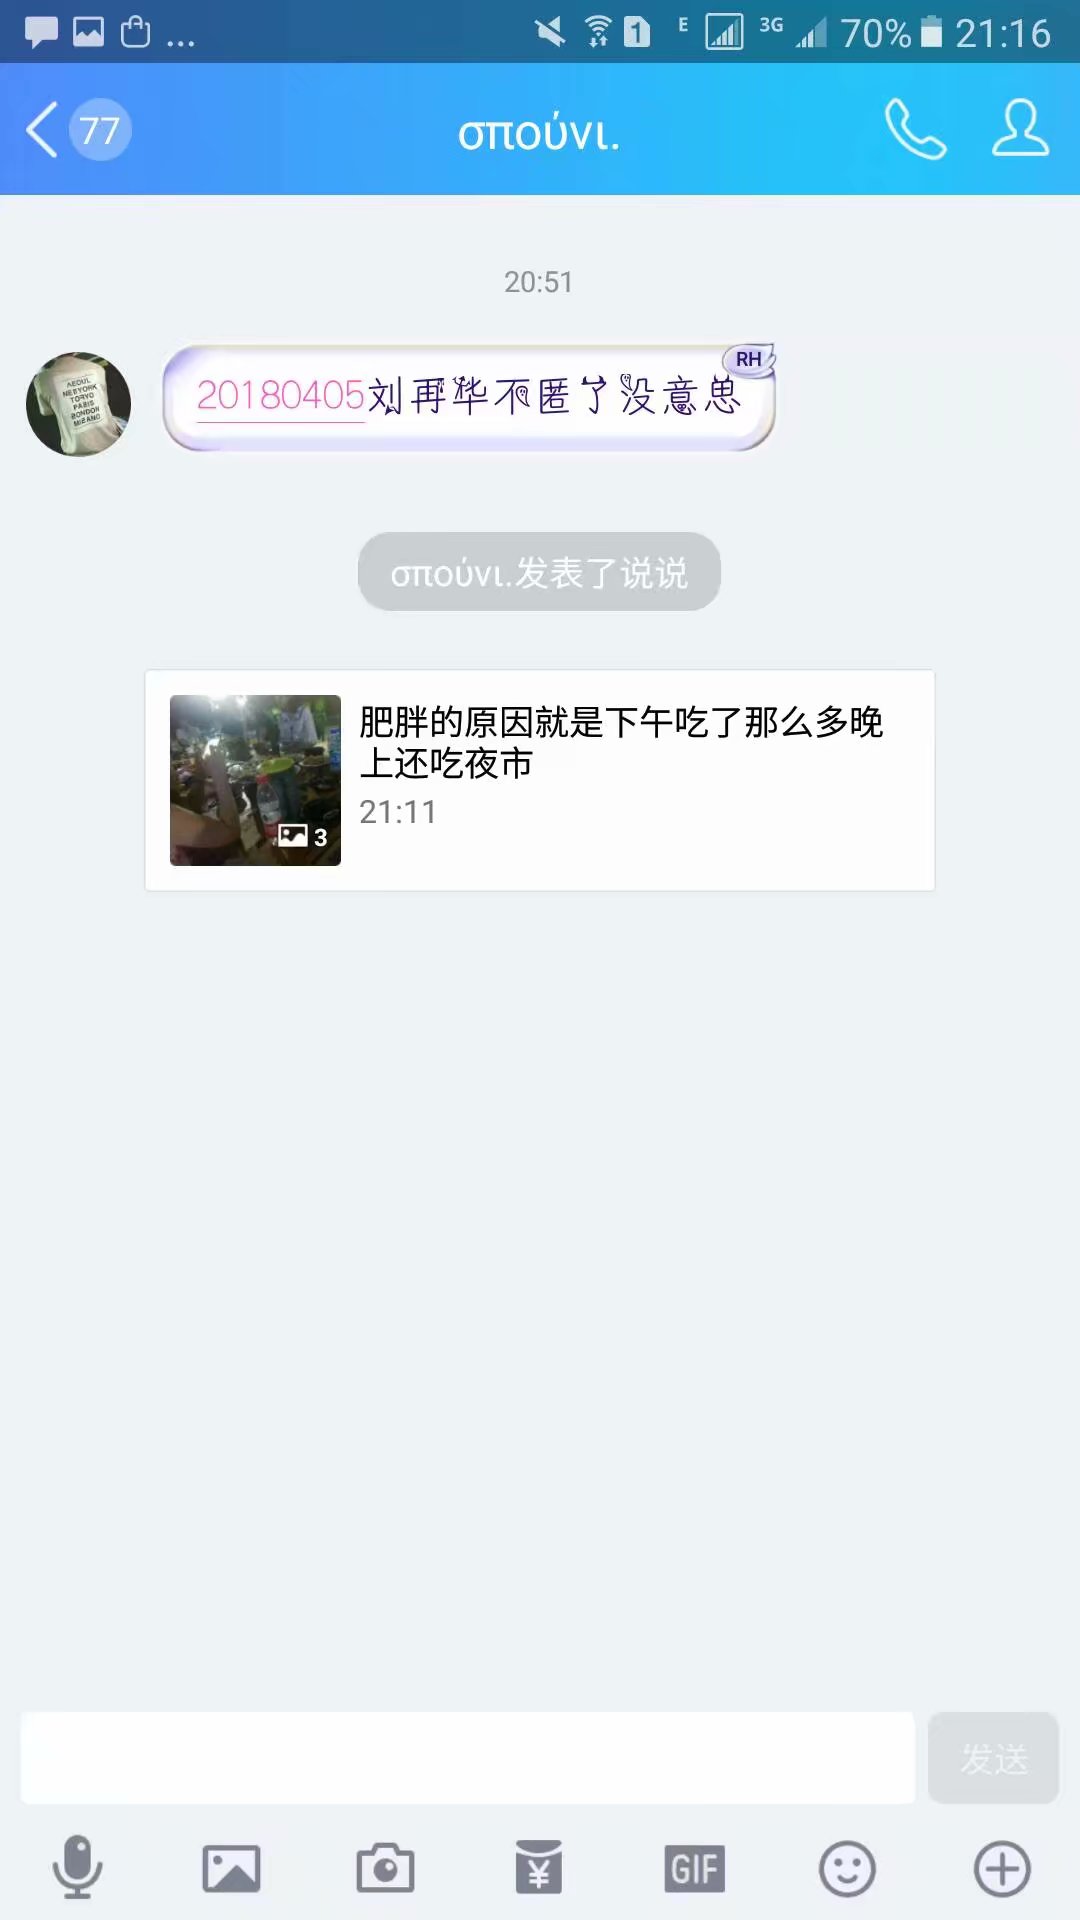 E 3G 70% 21:16
77 σπούνι.
20:51
RH
20180405刘再华不匿了没意思
σπούνι.发表了说说
肥胖的原因就是下午吃了那么多晚
上还吃夜市
21:11
3
发送
GIF